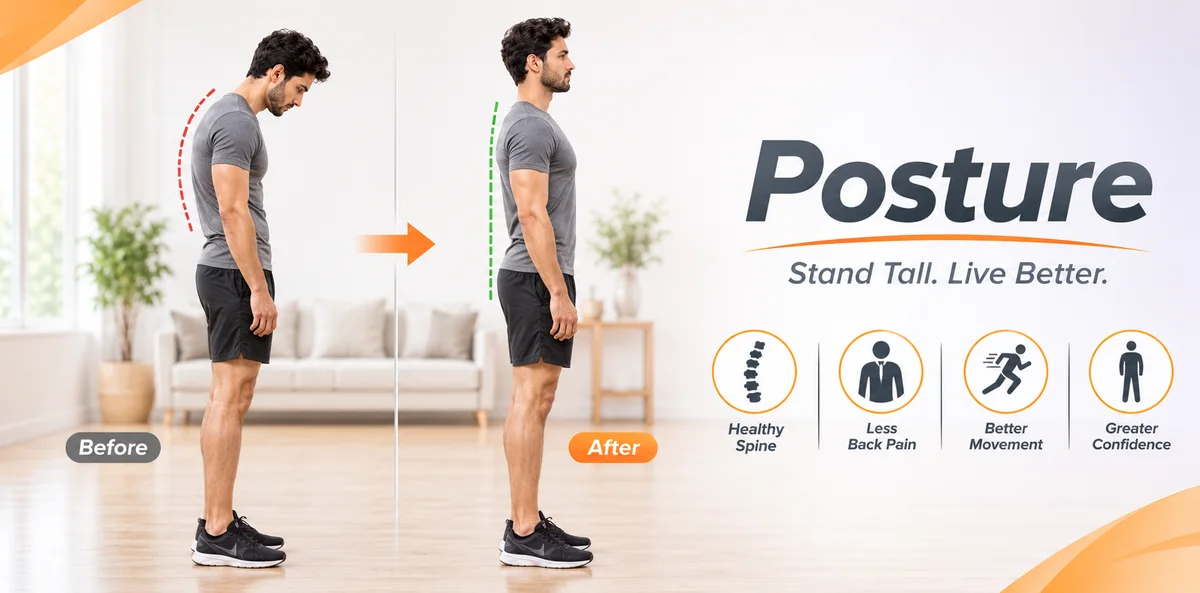 Before
After
Posture
Stand Tall. Live Better.
Healthy
Spine
Less
Back Pain
Better
Movement
Greater
Confidence